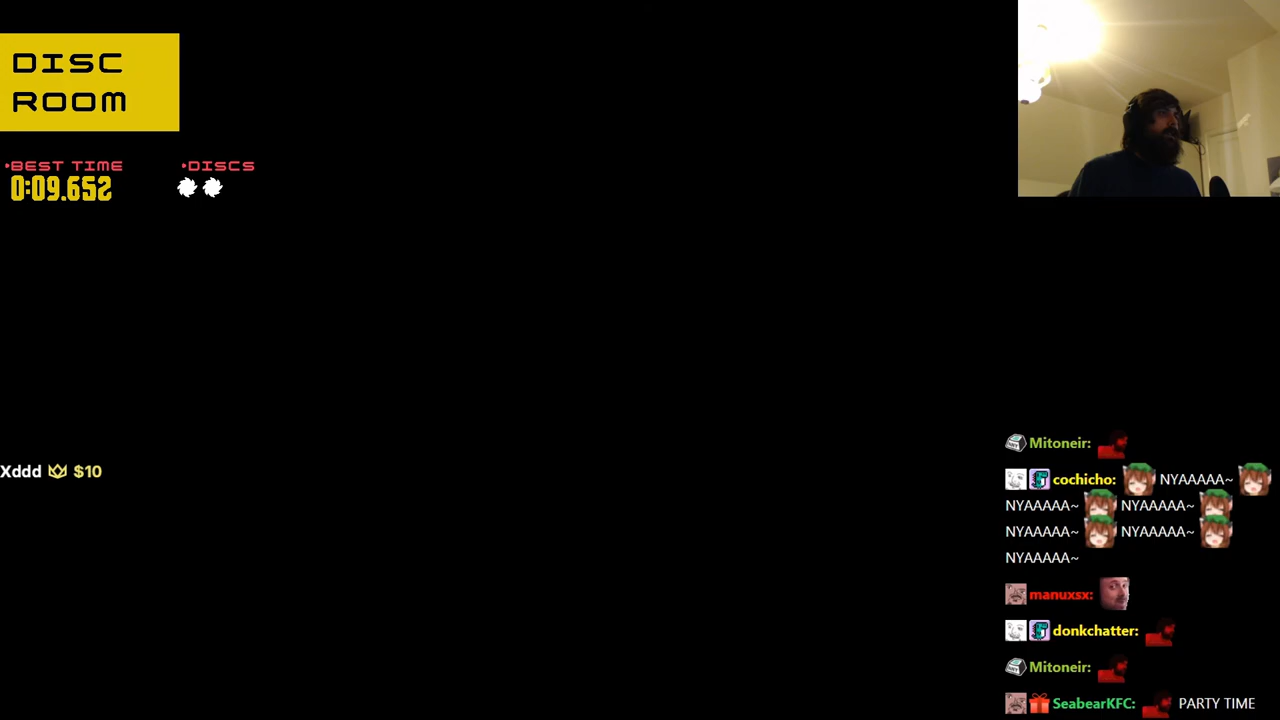 DISC
ROOM
•BEST TIME
•DISCS
0:09.652
Xddd $10
Mitoneir:
cochicho: NYAAAAA~
NYAAAAA~ NYAAAAA~
NYAAAAA~ NYAAAAA~
NYAAAAA~
manuxsx:
donkchatter:
Mitoneir:
SeabearKFC: PARTY TIME